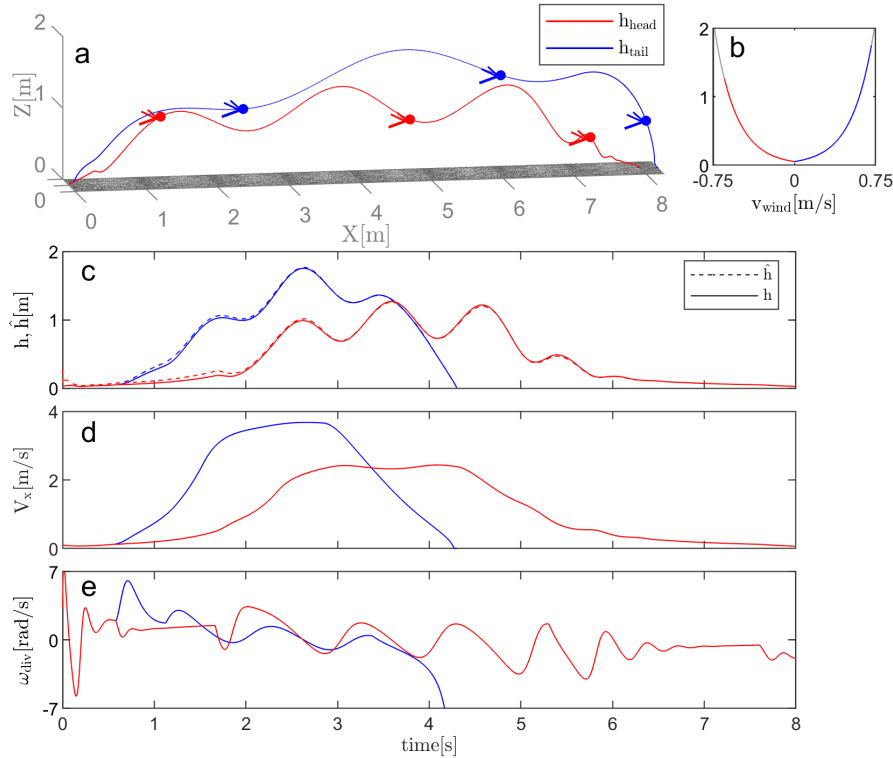 a
2
1
0
0
Z[m]
h_head
h_tail
0
1
2
3
4
5
6
7
8
X[m]
b
2
1
0
-0.75
0
0.75
v_wind[m/s]
c
2
1
0
h, ĥ[m]
ĥ
h
d
4
2
0
V_x[m/s]
e
7
0
-7
ω_div[rad/s]
0
1
2
3
4
5
6
7
8
time[s]